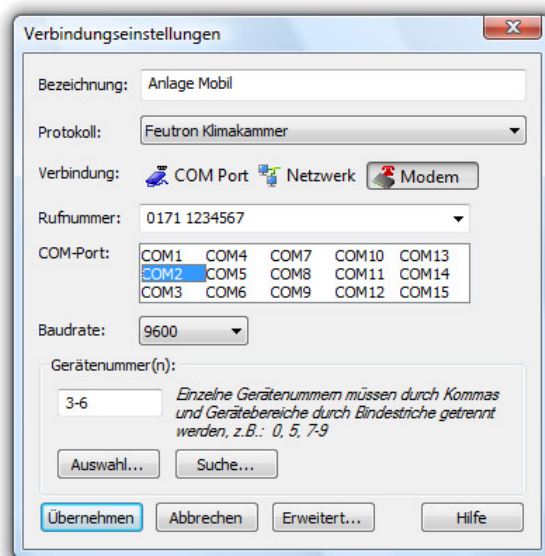 Verbindungseinstellungen
Bezeichnung: Anlage Mobil
Protokoll: Feutron Klimakammer
Verbindung: COM Port Netzwerk Modem
Rufnummer: 0171 1234567
COM-Port: COM1 COM4 COM7 COM10 COM13
COM2 COM5 COM8 COM11 COM14
COM3 COM6 COM9 COM12 COM15
Baudrate: 9600
Gerätenummer(n):
3-6 Einzelne Gerätenummern müssen durch Kommas
und Gerätebereiche durch Bindestriche getrennt
werden, z.B.: 0, 5, 7-9
Auswahl... Suche...
Übernehmen Abbrechen Erweitert... Hilfe